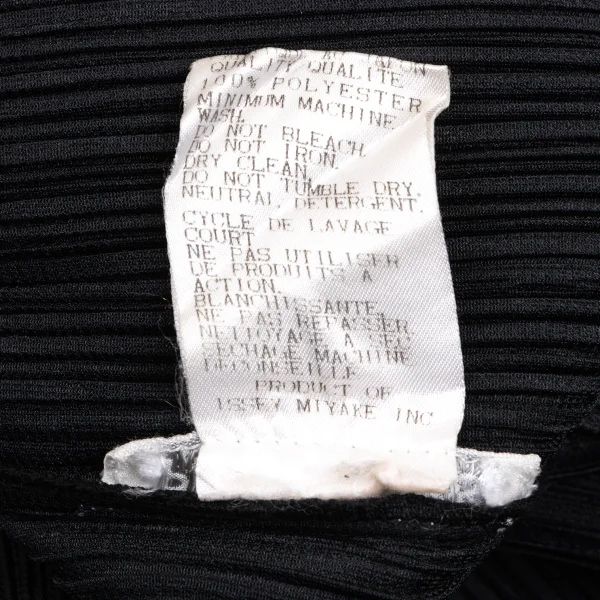 QUALITY QUALITE
100% POLYESTER
MINIMUM MACHINE
WASH.
DO NOT BLEACH
DO NOT IRON.
DRY CLEAN.
DO NOT TUMBLE DRY.
NEUTRAL DETERGENT.
CYCLE DE LAVAGE
COURT
NE PAS UTILISER
DE PRODUITS A
ACTION.
BLANCHISSANTE.
NE PAS REPASSER
NETTOYAGE A SEC
SECHAGE MACHINE
DECONSEILLE
PRODUCT OF
ISSEY MIYAKE INC